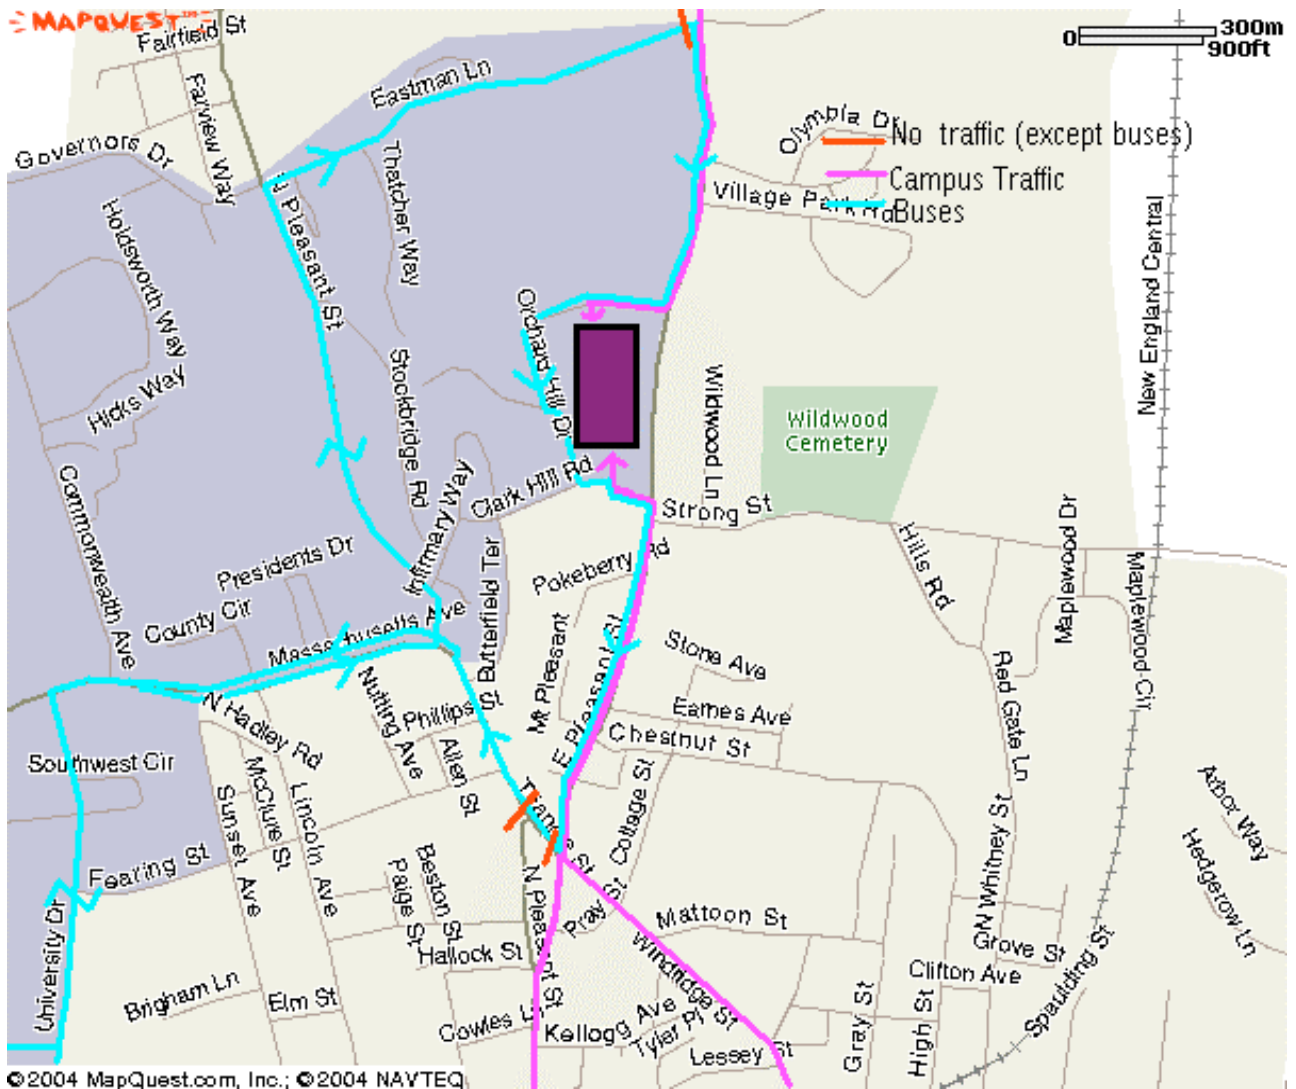 MAPQUEST
Fairfield St
300m
0
900ft
Eastman Ln
Farview Way
Olympia Dr
No traffic (except buses)
Governors Dr
Thatcher Way
Campus Traffic
Village Park Rd
Buses
N Pleasant St
Holdsworth Way
New England Central
Orchard Hill Dr
Stockbridge Rd
Wildwood Ln
Hicks Way
Wildwood
Cemetery
Commonwealth Ave
Infirmary Way
Clark Hill Rd
Strong St
Hills Rd
Maplewood Dr
Maplewood Cir
Presidents Dr
Pokeberry Rd
Butterfield Ter
County Cir
Massachusetts Ave
Mt Pleasant
E Pleasant St
Stone Ave
Red Gate Ln
N Hadley Rd
Nutting Ave
Phillips St
Eames Ave
Chestnut St
Allen St
Southwest Cir
McClure St
Lincoln Ave
Sunset Ave
Triangle St
Cottage St
N Whitney St
Arbor Way
Hedgerow Ln
Fearing St
Paige St
Beston St
N Pleasant St
Pray St
Mattoon St
University Dr
Hallock St
Windridge St
Grove St
Clifton Ave
Spaulding St
Brigham Ln
Elm St
Cowles Ln
Kellogg Ave
Tyler Pl
Lessey St
Gray St
High St
©2004 MapQuest.com, Inc.; ©2004 NAVTEQ